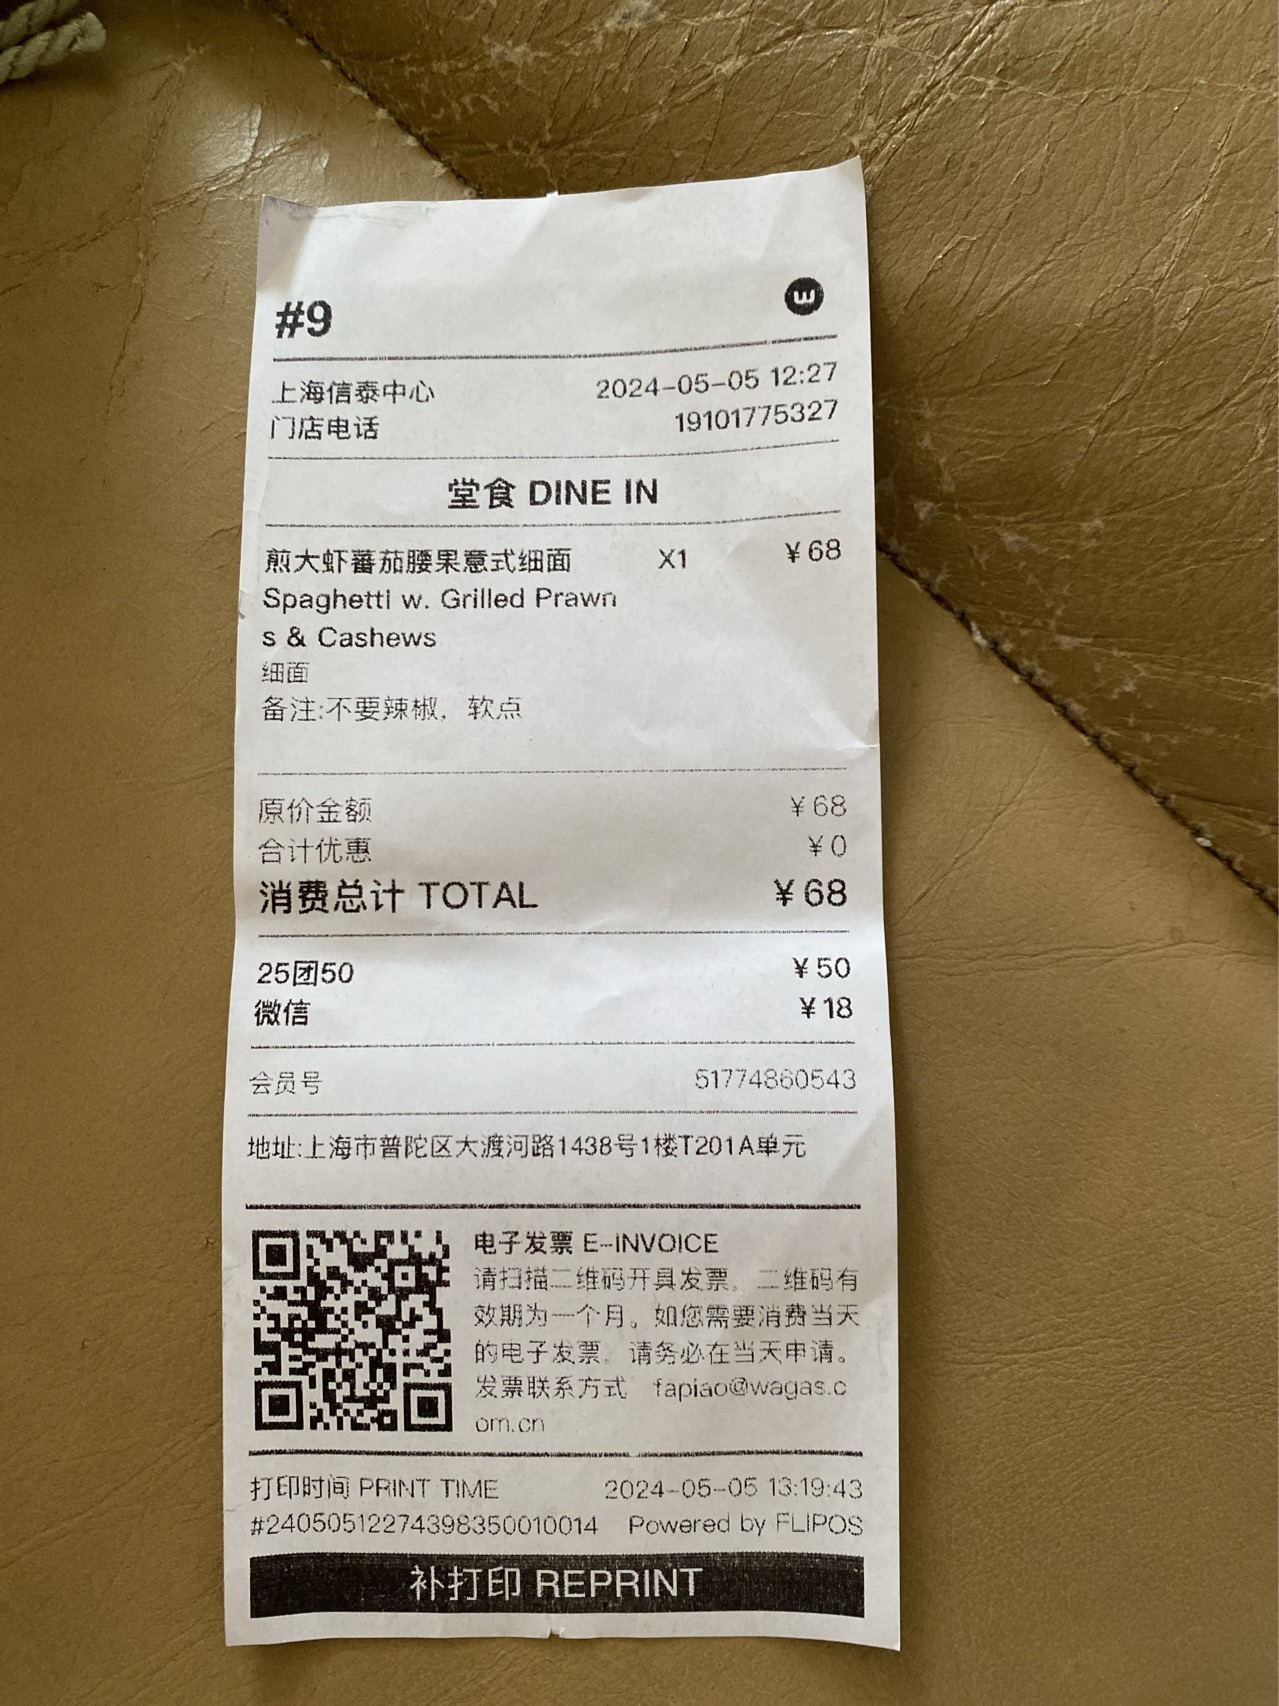 #9
上海信泰中心 2024-05-05 12:27
门店电话 19101775327
堂食 DINE IN
煎大虾蕃茄腰果意式细面 X1 ¥68
Spaghetti w. Grilled Prawn
s & Cashews
细面
备注:不要辣椒，软点
原价金额 ¥68
合计优惠 ¥0
消费总计 TOTAL ¥68
25团50 ¥50
微信 ¥18
会员号 51774860543
地址:上海市普陀区大渡河路1438号1楼T201A单元
电子发票 E-INVOICE
请扫描二维码开具发票，二维码有
效期为一个月。如您需要消费当天
的电子发票，请务必在当天申请。
发票联系方式 fapiao@wagas.c
om.cn
打印时间 PRINT TIME 2024-05-05 13:19:43
#24050512274398350010014 Powered by FLIPOS
补打印 REPRINT